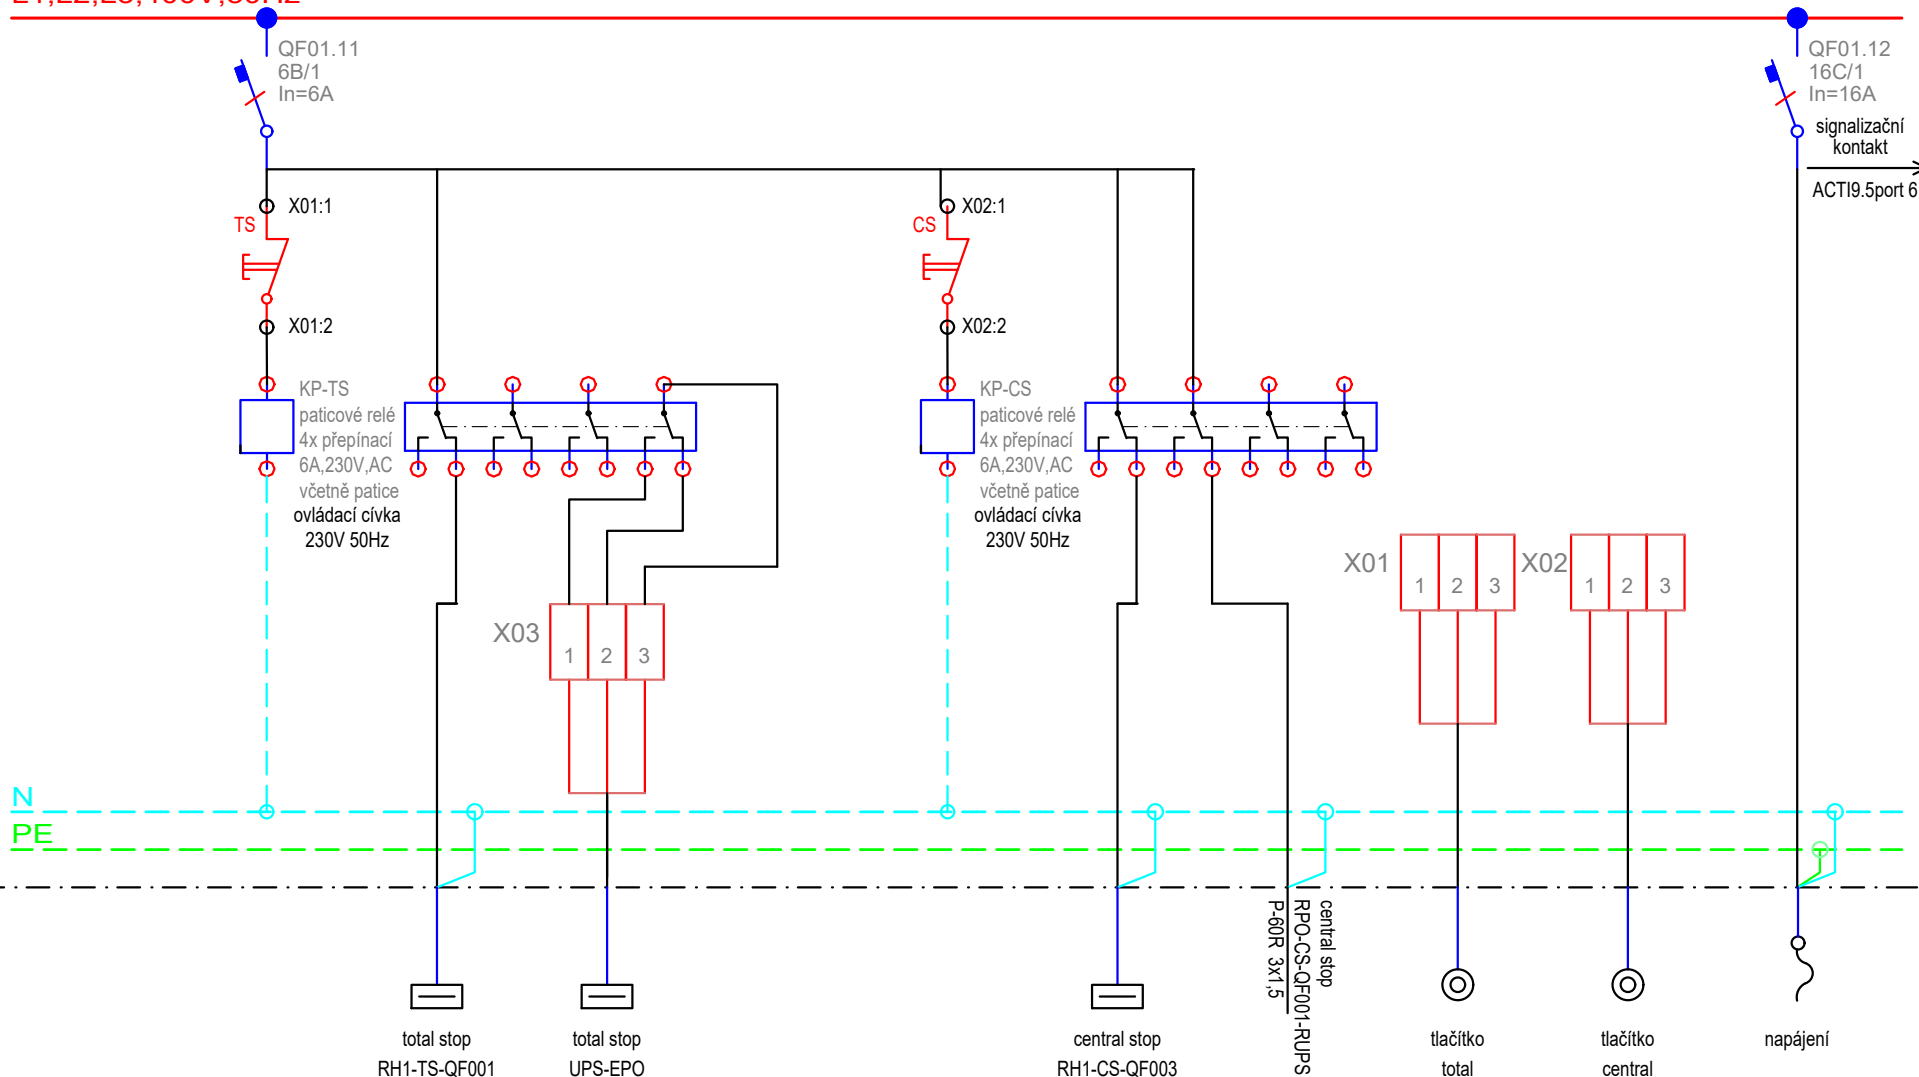 L1,L2,L3,400V,50Hz
QF01.11
6B/1
In=6A
QF01.12
16C/1
In=16A
signalizační
kontakt
ACTI9.5port 6
X01:1
TS
X01:2
X02:1
CS
X02:2
KP-TS
paticové relé
4x přepínací
6A,230V,AC
včetně patice
ovládací cívka
230V 50Hz
KP-CS
paticové relé
4x přepínací
6A,230V,AC
včetně patice
ovládací cívka
230V 50Hz
X03
1 2 3
X01
1 2 3
X02
1 2 3
N
PE
central stop
RPO-CS-QF001-RUPS
P-60R 3x1,5
total stop
RH1-TS-QF001
total stop
UPS-EPO
central stop
RH1-CS-QF003
tlačítko
total
tlačítko
central
napájení